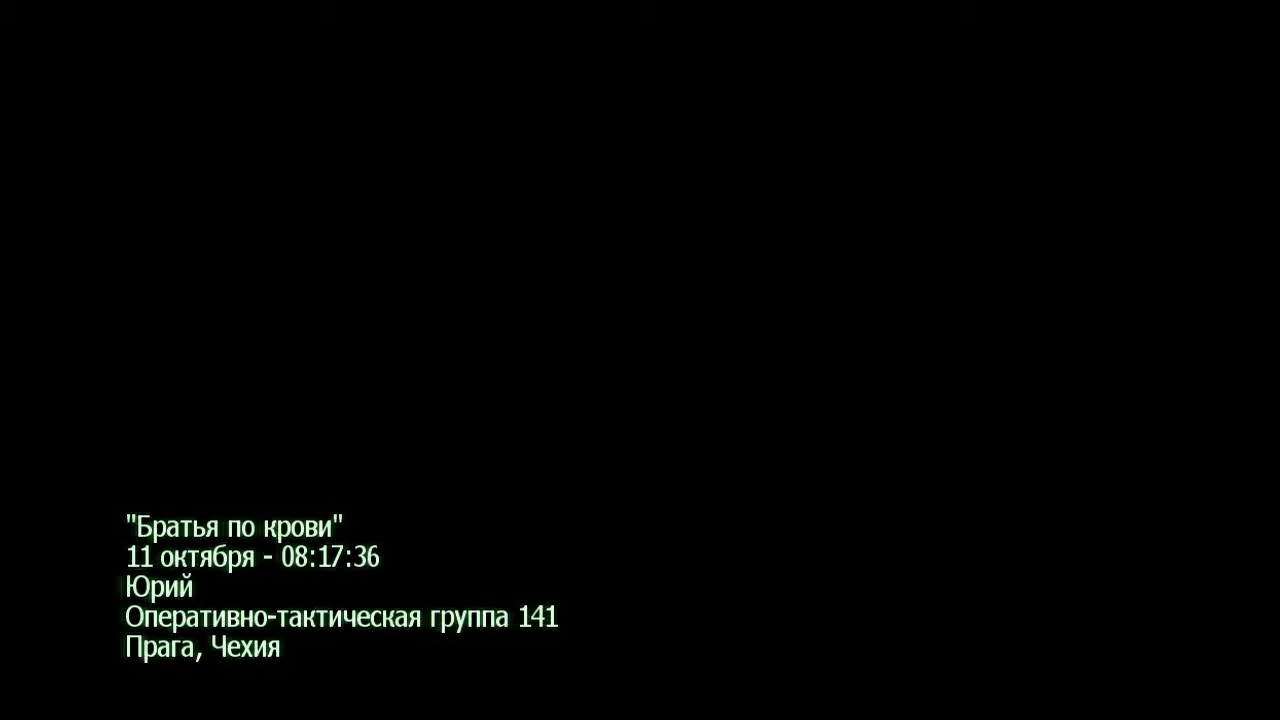 "Братья по крови"
11 октября - 08:17:36
Юрий
Оперативно-тактическая группа 141
Прага, Чехия